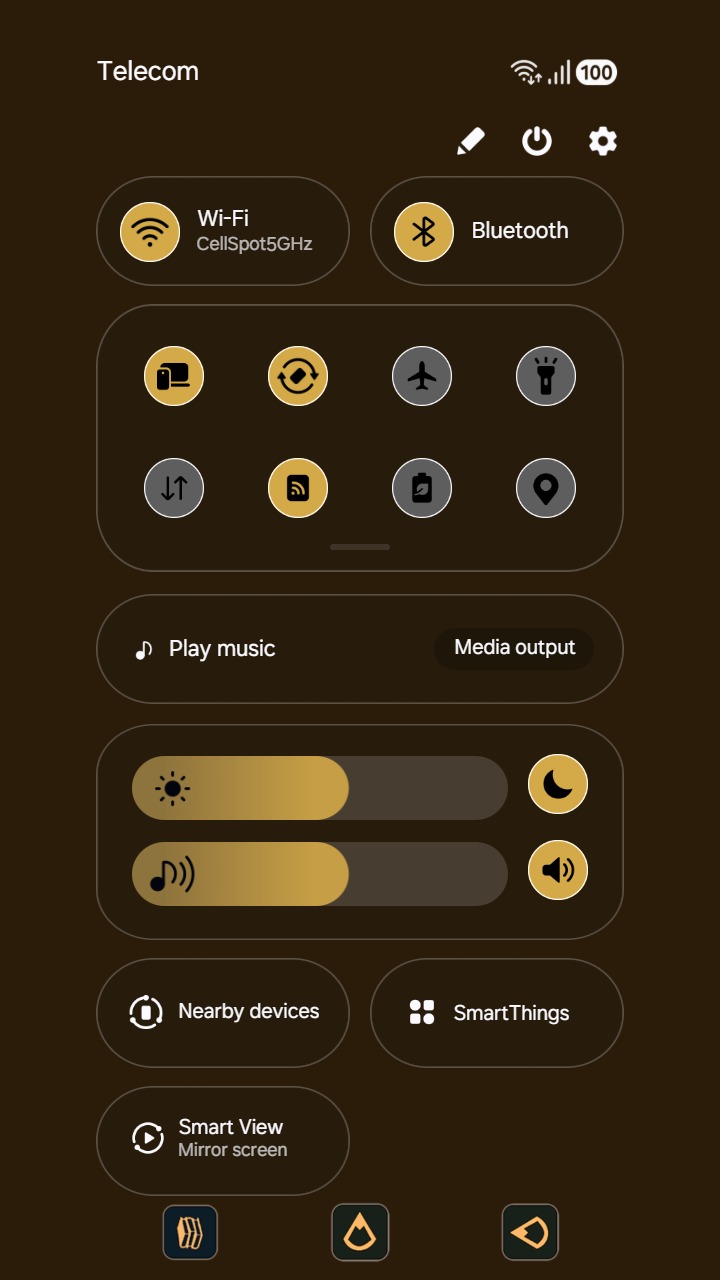 Telecom
100
Wi-Fi
CellSpot5GHz
Bluetooth
Play music
Media output
Nearby devices
SmartThings
Smart View
Mirror screen